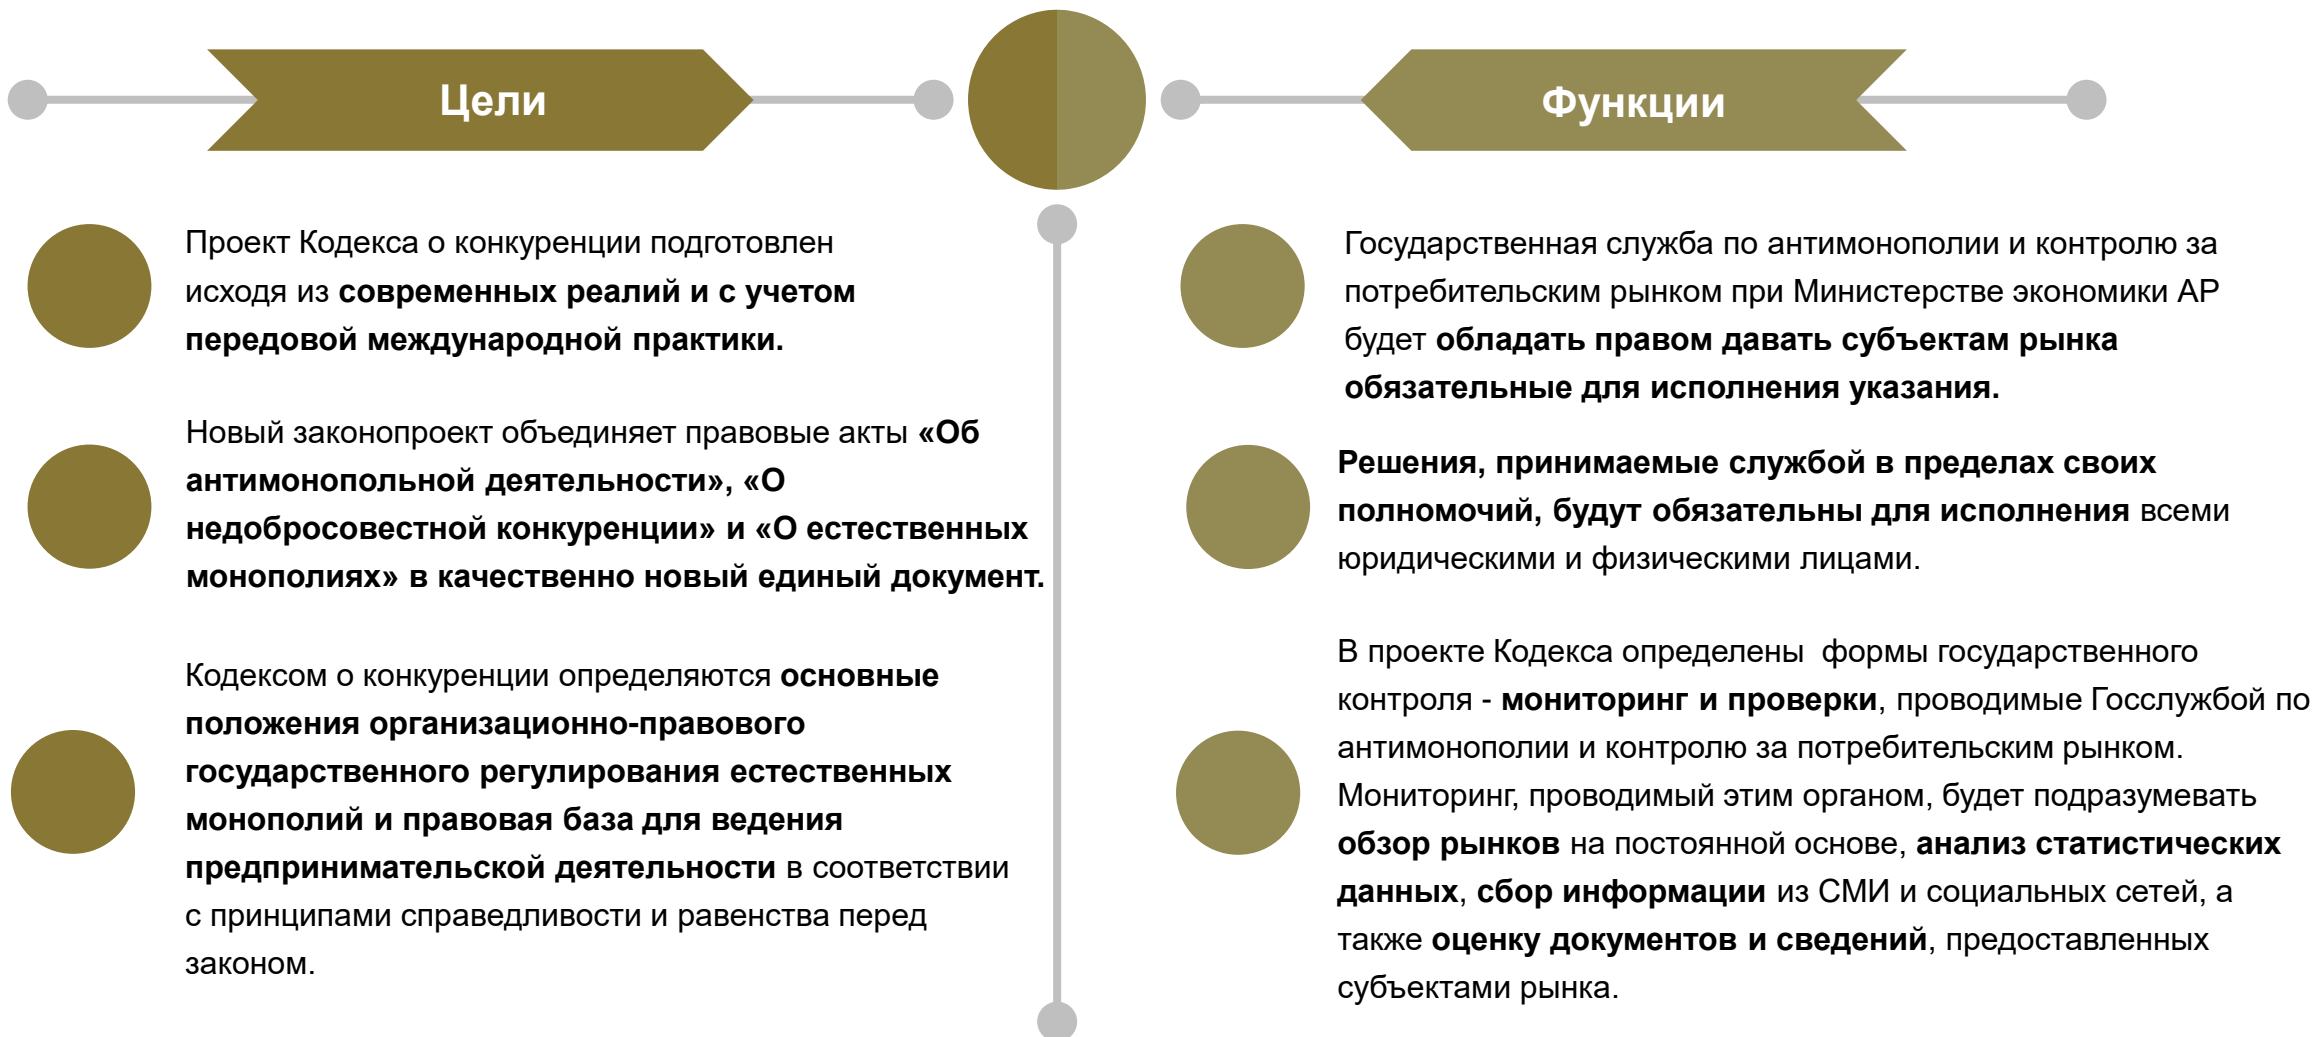 Цели
Проект Кодекса о конкуренции подготовлен
исходя из современных реалий и с учетом
передовой международной практики.
Новый законопроект объединяет правовые акты «Об
антимонопольной деятельности», «О
недобросовестной конкуренции» и «О естественных
монополиях» в качественно новый единый документ.
Кодексом о конкуренции определяются основные
положения организационно-правового
государственного регулирования естественных
монополий и правовая база для ведения
предпринимательской деятельности в соответствии
с принципами справедливости и равенства перед
законом.
Функции
Государственная служба по антимонополии и контролю за
потребительским рынком при Министерстве экономики АР
будет обладать правом давать субъектам рынка
обязательные для исполнения указания.
Решения, принимаемые службой в пределах своих
полномочий, будут обязательны для исполнения всеми
юридическими и физическими лицами.
В проекте Кодекса определены  формы государственного
контроля - мониторинг и проверки, проводимые Госслужбой по
антимонополии и контролю за потребительским рынком.
Мониторинг, проводимый этим органом, будет подразумевать
обзор рынков на постоянной основе, анализ статистических
данных, сбор информации из СМИ и социальных сетей, а
также оценку документов и сведений, предоставленных
субъектами рынка.